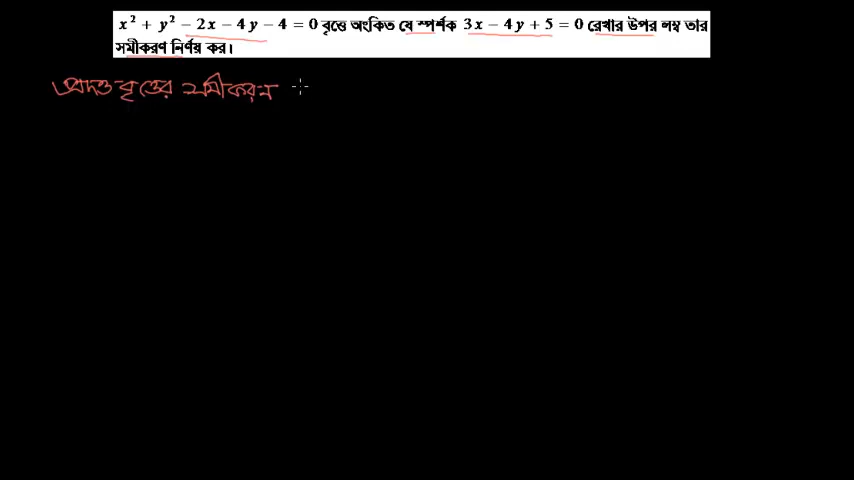 x² + y² − 2x − 4y − 4 = 0 বৃত্তে অংকিত যে স্পর্শক 3x − 4y + 5 = 0 রেখার উপর লম্ব তার
সমীকরণ নির্ণয় কর।
প্রদত্ত বৃত্তের সমীকরন